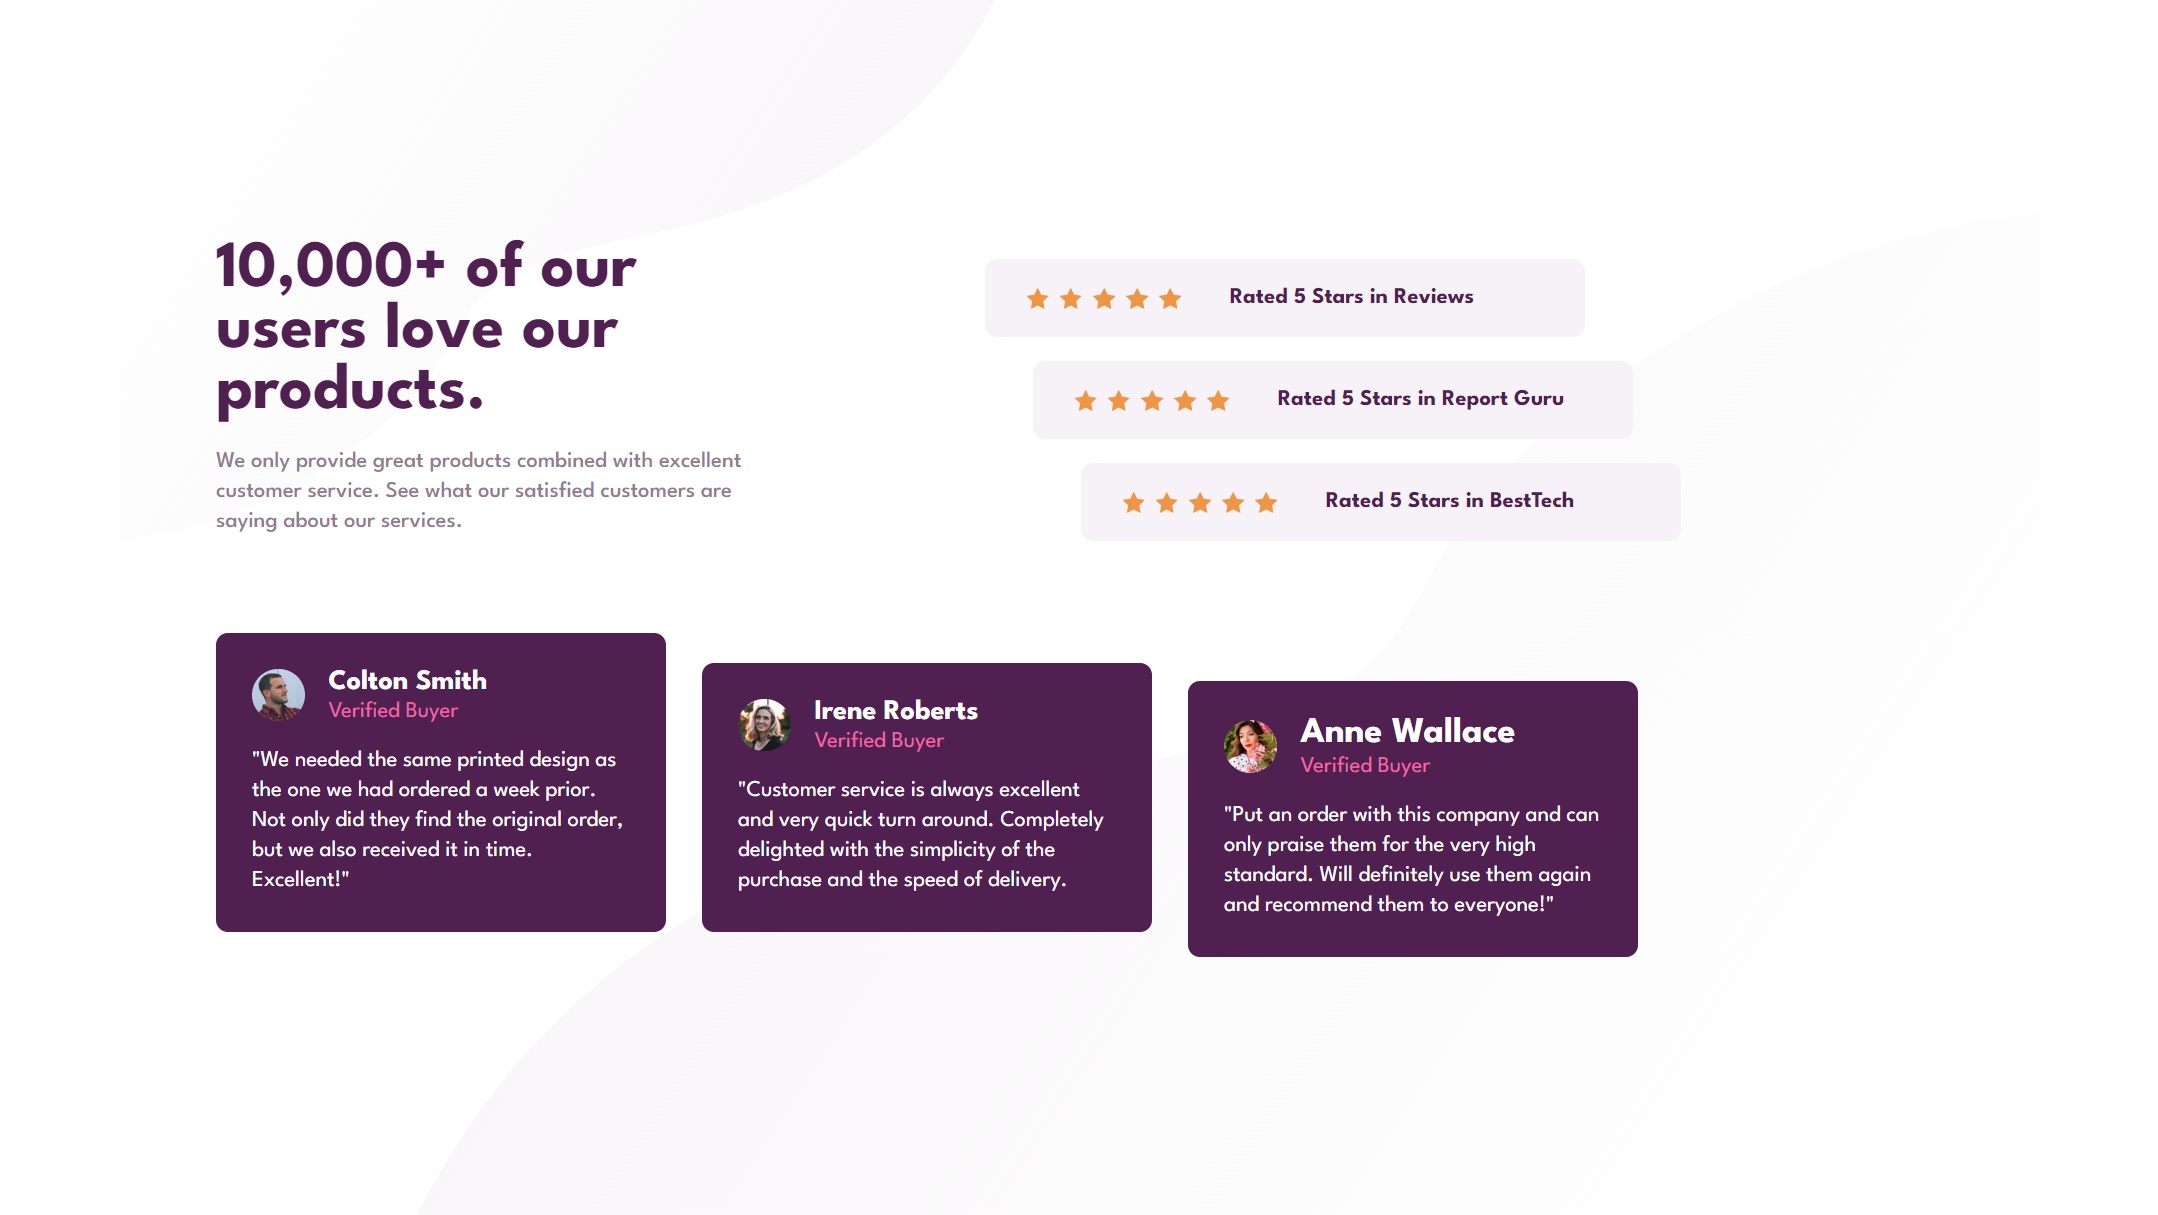 10,000+ of our
users love our
products.
We only provide great products combined with excellent
customer service. See what our satisfied customers are
saying about our services.
Rated 5 Stars in Reviews
Rated 5 Stars in Report Guru
Rated 5 Stars in BestTech
Colton Smith
Verified Buyer
"We needed the same printed design as
the one we had ordered a week prior.
Not only did they find the original order,
but we also received it in time.
Excellent!"
Irene Roberts
Verified Buyer
"Customer service is always excellent
and very quick turn around. Completely
delighted with the simplicity of the
purchase and the speed of delivery.
Anne Wallace
Verified Buyer
"Put an order with this company and can
only praise them for the very high
standard. Will definitely use them again
and recommend them to everyone!"